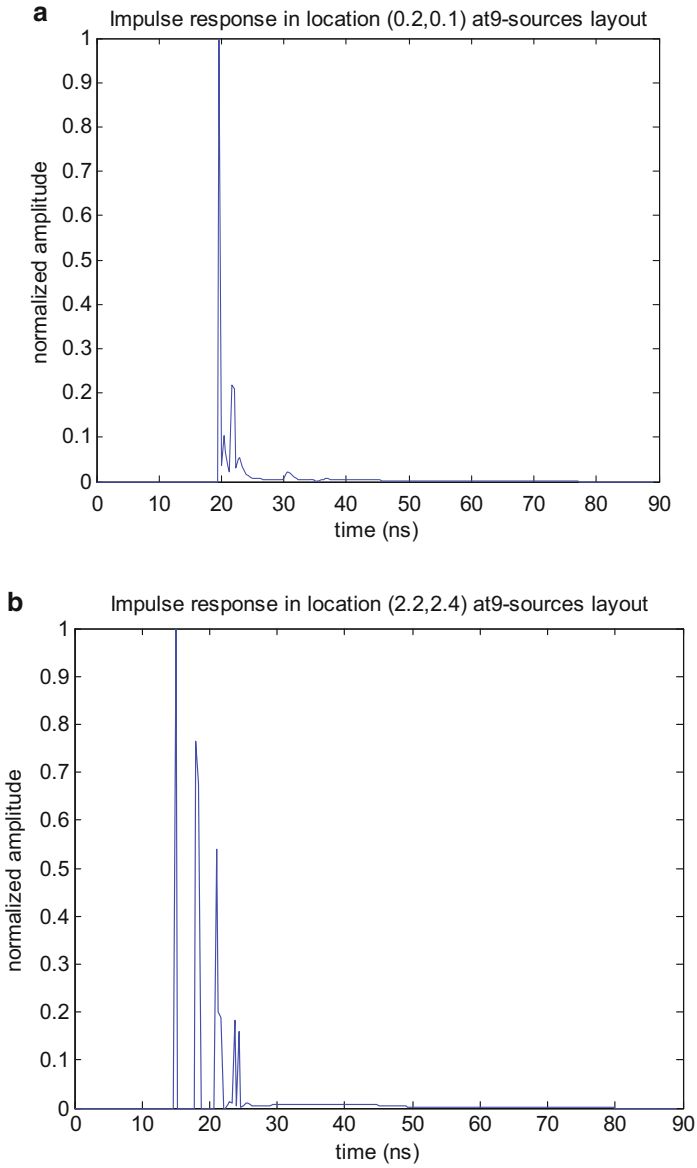 a
Impulse response in location (0.2,0.1) at9-sources layout
1
0.9
0.8
0.7
0.6
0.5
0.4
0.3
0.2
0.1
0
normalized amplitude
0 10 20 30 40 50 60 70 80 90
time (ns)
b
Impulse response in location (2.2,2.4) at9-sources layout
1
0.9
0.8
0.7
0.6
0.5
0.4
0.3
0.2
0.1
0
normalized amplitude
0 10 20 30 40 50 60 70 80 90
time (ns)